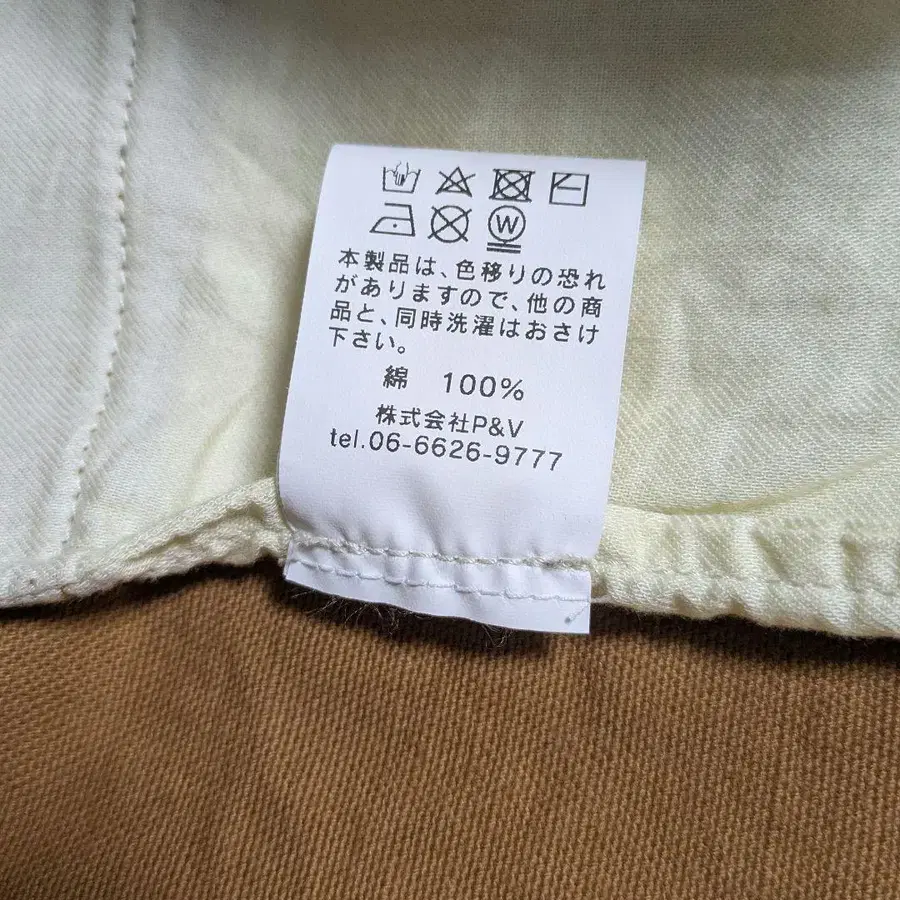 W
本製品は、色移りの恐れ
がありますので、他の商
品と、同時洗濯はおさけ
下さい。
綿 100%
株式会社P&V
tel.06-6626-9777